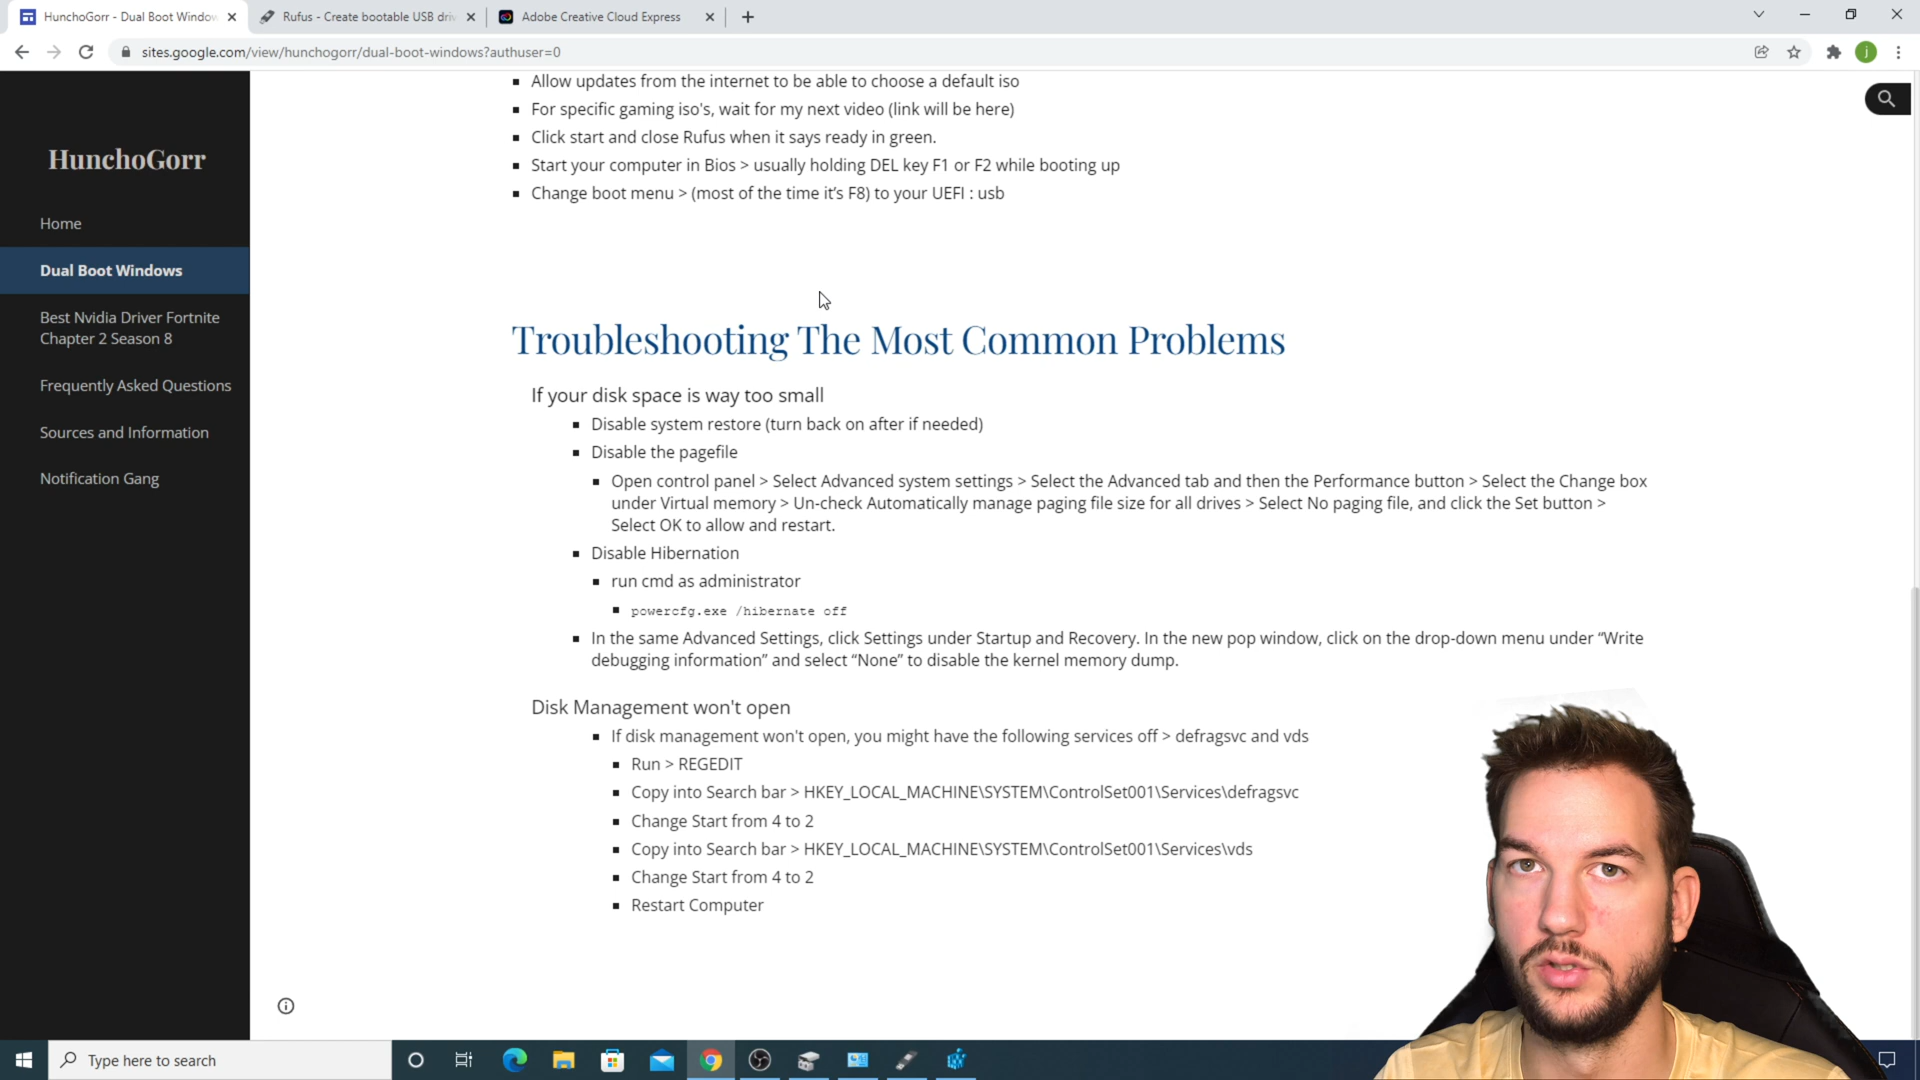 HunchoGorr - Dual Boot Window
Rufus - Create bootable USB driv
Adobe Creative Cloud Express
sites.google.com/view/hunchogorr/dual-boot-windows?authuser=0
j
HunchoGorr
Home
Dual Boot Windows
Best Nvidia Driver Fortnite
Chapter 2 Season 8
Frequently Asked Questions
Sources and Information
Notification Gang
Allow updates from the internet to be able to choose a default iso
For specific gaming iso's, wait for my next video (link will be here)
Click start and close Rufus when it says ready in green.
Start your computer in Bios > usually holding DEL key F1 or F2 while booting up
Change boot menu > (most of the time it’s F8) to your UEFI : usb
Troubleshooting The Most Common Problems
If your disk space is way too small
Disable system restore (turn back on after if needed)
Disable the pagefile
Open control panel > Select Advanced system settings > Select the Advanced tab and then the Performance button > Select the Change box
under Virtual memory > Un-check Automatically manage paging file size for all drives > Select No paging file, and click the Set button >
Select OK to allow and restart.
Disable Hibernation
run cmd as administrator
powercfg.exe /hibernate off
In the same Advanced Settings, click Settings under Startup and Recovery. In the new pop window, click on the drop-down menu under “Write
debugging information” and select “None” to disable the kernel memory dump.
Disk Management won't open
If disk management won't open, you might have the following services off > defragsvc and vds
Run > REGEDIT
Copy into Search bar > HKEY_LOCAL_MACHINE\SYSTEM\ControlSet001\Services\defragsvc
Change Start from 4 to 2
Copy into Search bar > HKEY_LOCAL_MACHINE\SYSTEM\ControlSet001\Services\vds
Change Start from 4 to 2
Restart Computer
Type here to search